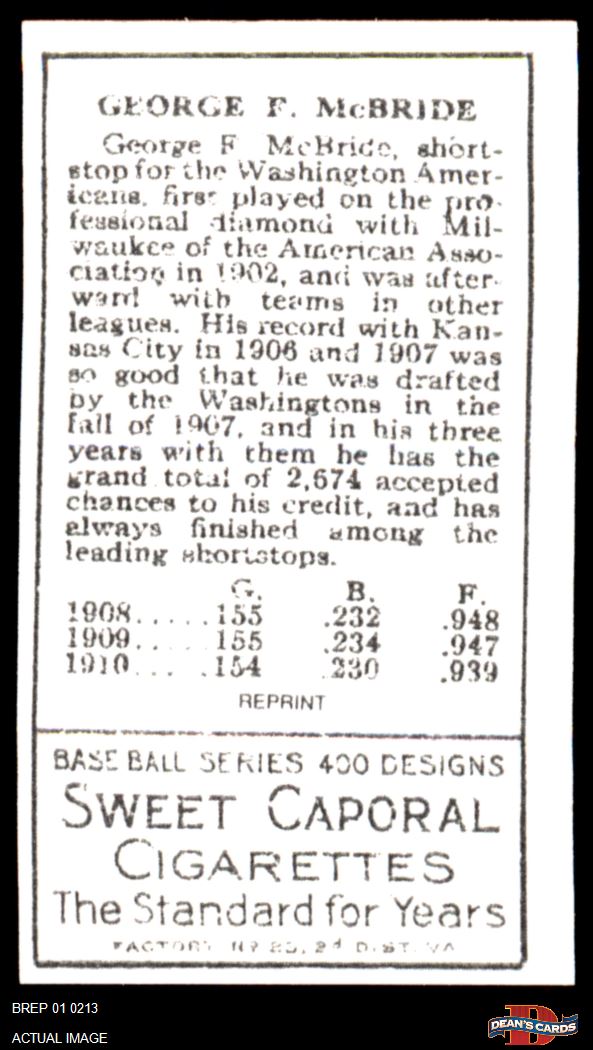 GEORGE F. McBRIDE
George F. McBride, short-
stop for the Washington Amer-
icans, first played on the pro-
fessional diamond with Mil-
waukee of the American Asso-
ciation in 1902, and was after-
ward with teams in other
leagues. His record with Kan-
sas City in 1906 and 1907 was
so good that he was drafted
by the Washingtons in the
fall of 1907, and in his three
years with them he has the
grand total of 2,674 accepted
chances to his credit, and has
always finished among the
leading shortstops.
G. B. F.
1908.....155 .232 .948
1909.....155 .234 .947
1910.....154 .230 .939
REPRINT
BASE BALL SERIES 400 DESIGNS
SWEET CAPORAL
CIGARETTES
The Standard for Years
FACTORY Nº 25, 2d DIST. VA.
BREP 01 0213
ACTUAL IMAGE
D
DEAN'S CARDS